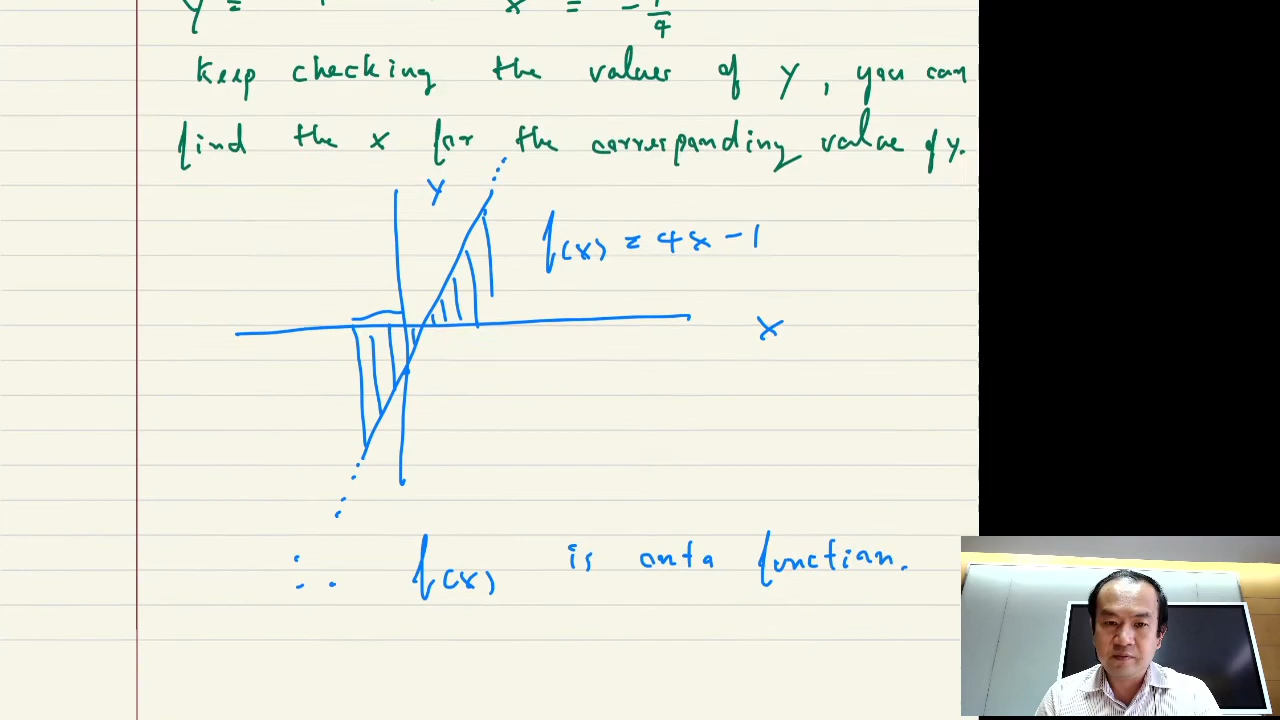 Keep checking the values of y, you can
find the x for the corresponding value of y.
y
f(x) = 4x - 1
x
∴ f(x) is onto function.